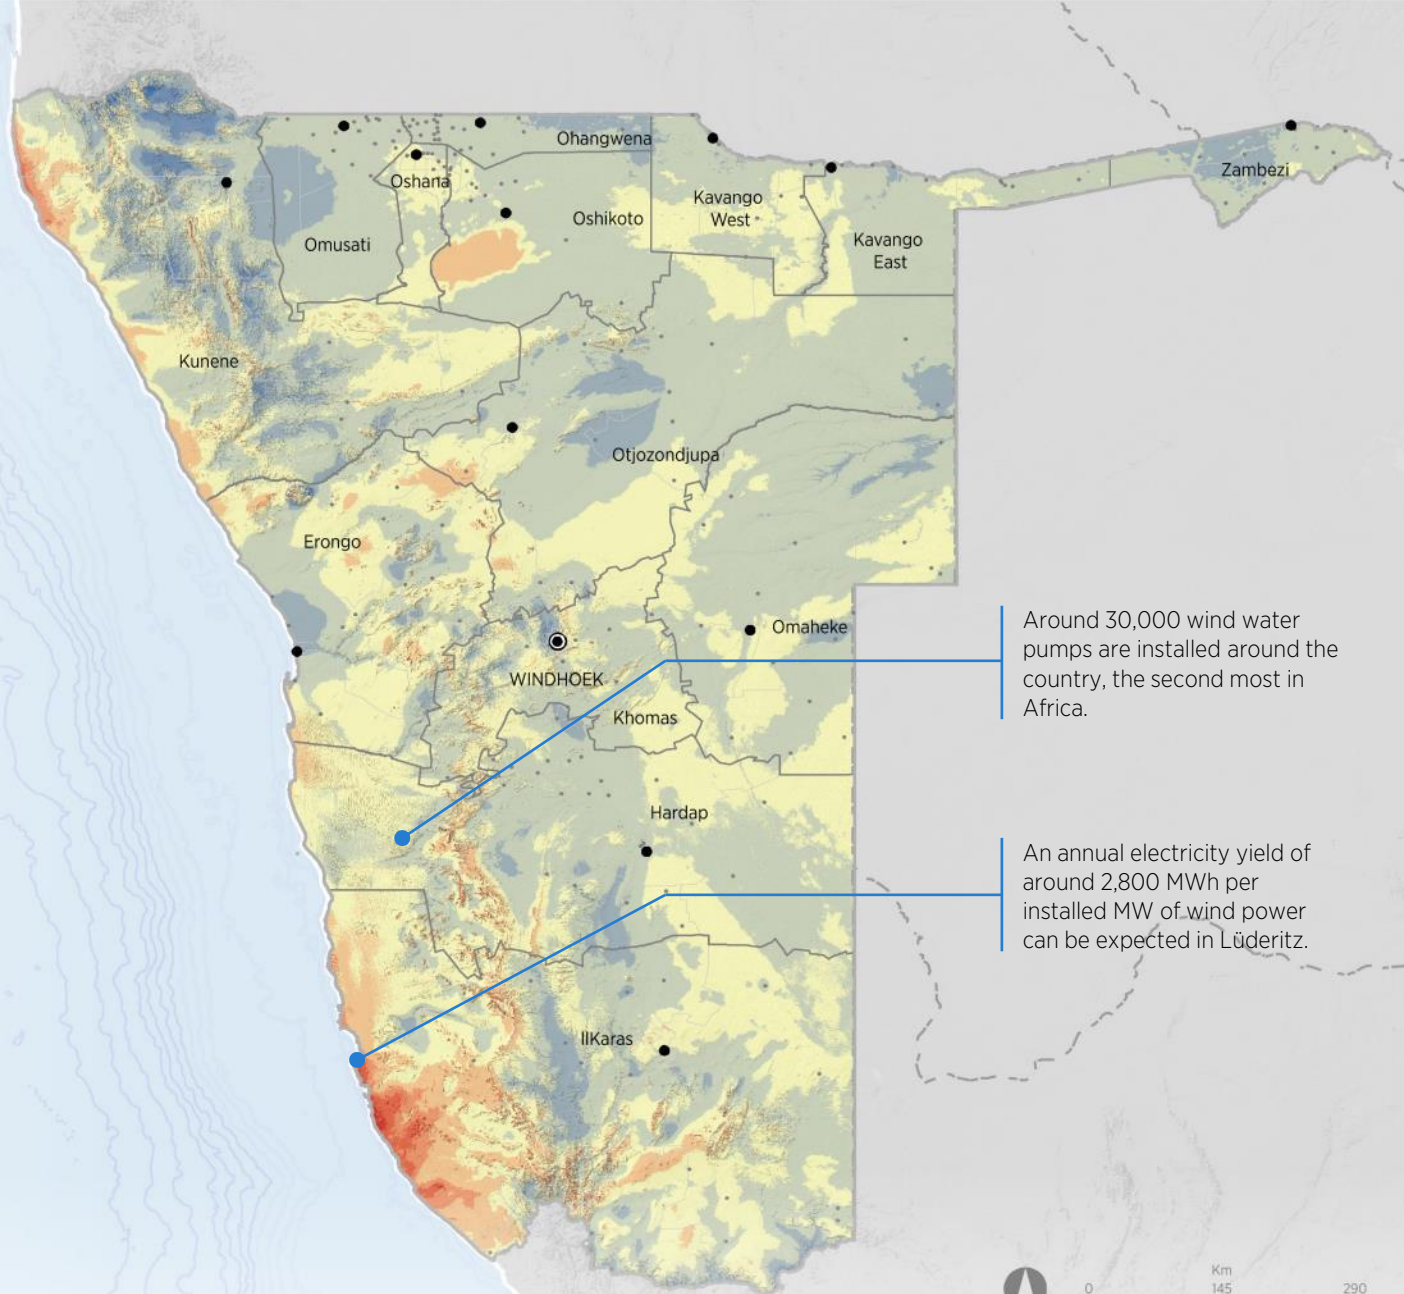 Ohangwena
Zambezi
Oshana
Kavango
West
Oshikoto
Omusati
Kavango
East
Kunene
Otjozondjupa
Erongo
Around 30,000 wind water
pumps are installed around the
country, the second most in
Africa.
Omaheke
WINDHOEK
Khomas
Hardap
An annual electricity yield of
around 2,800 MWh per
installed MW of wind power
can be expected in Lüderitz.
IIKaras
Km
0 145 290